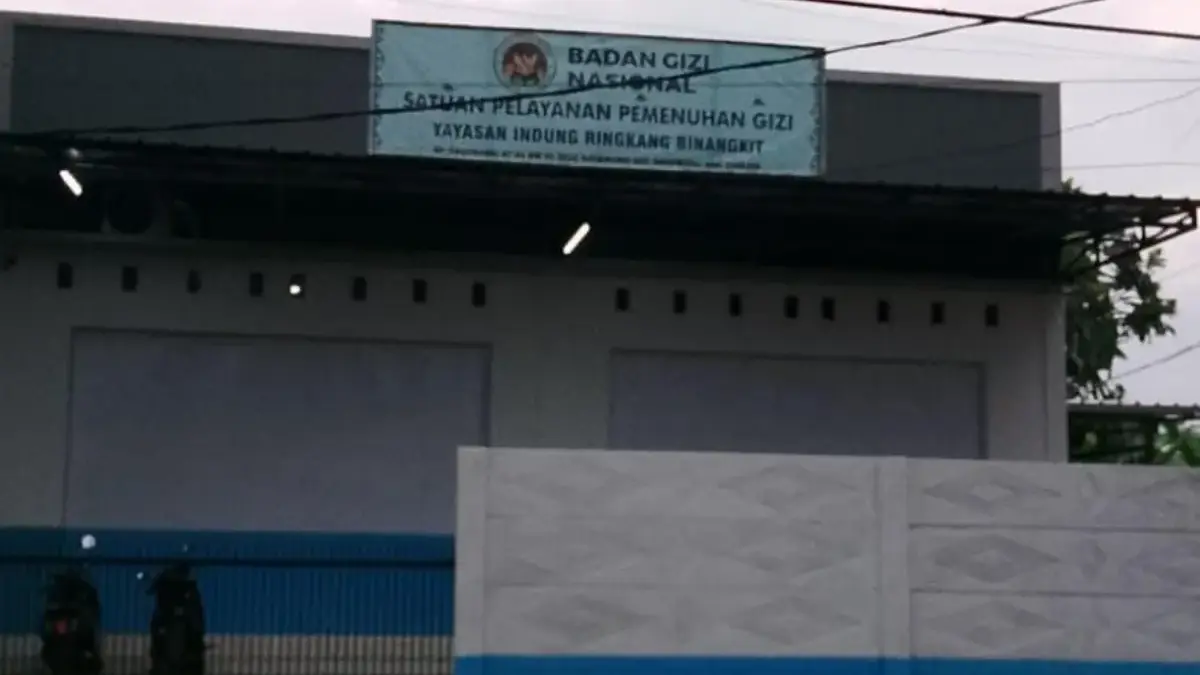 BADAN GIZI
NASIONAL
SATUAN PELAYANAN PEMENUHAN GIZI
YAYASAN INDUNG RINGKANG BINANGKIT